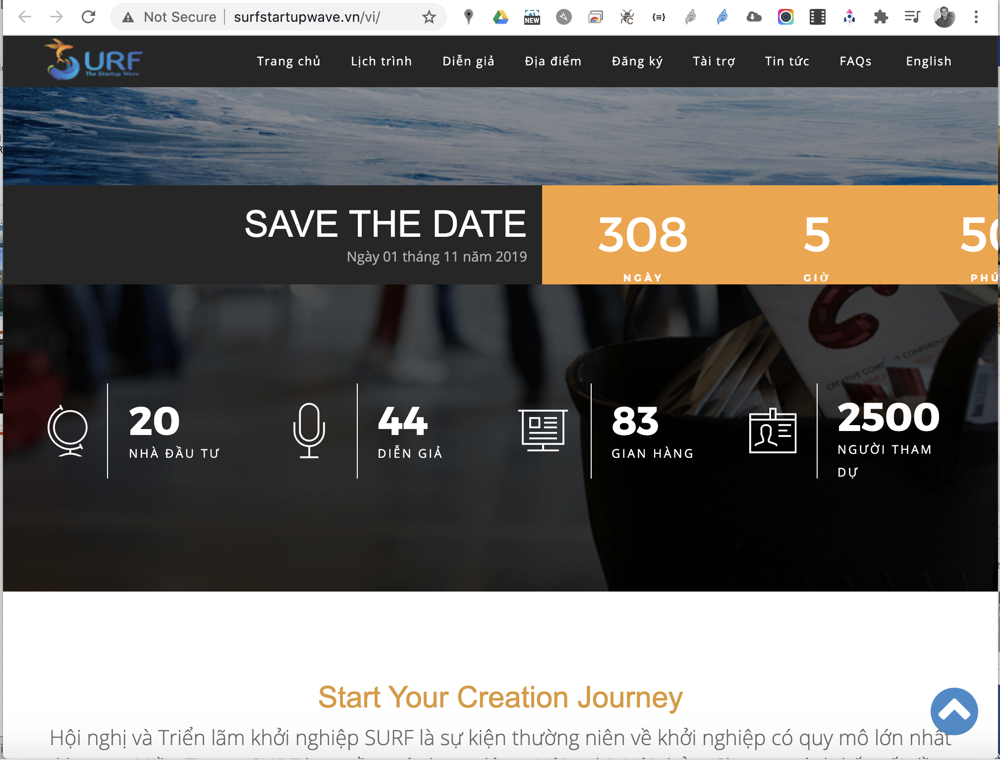 Not Secure
surfstartupwave.vn/vi/
NEW
URF
The Startup Wave
Trang chủ
Lịch trình
Diễn giả
Địa điểm
Đăng ký
Tài trợ
Tin tức
FAQs
English
SAVE THE DATE
Ngày 01 tháng 11 năm 2019
308
NGÀY
5
GIỜ
20
NHÀ ĐẦU TƯ
44
DIỄN GIẢ
83
GIAN HÀNG
2500
NGƯỜI THAM
DỰ
Start Your Creation Journey
Hội nghị và Triển lãm khởi nghiệp SURF là sự kiện thường niên về khởi nghiệp có quy mô lớn nhất